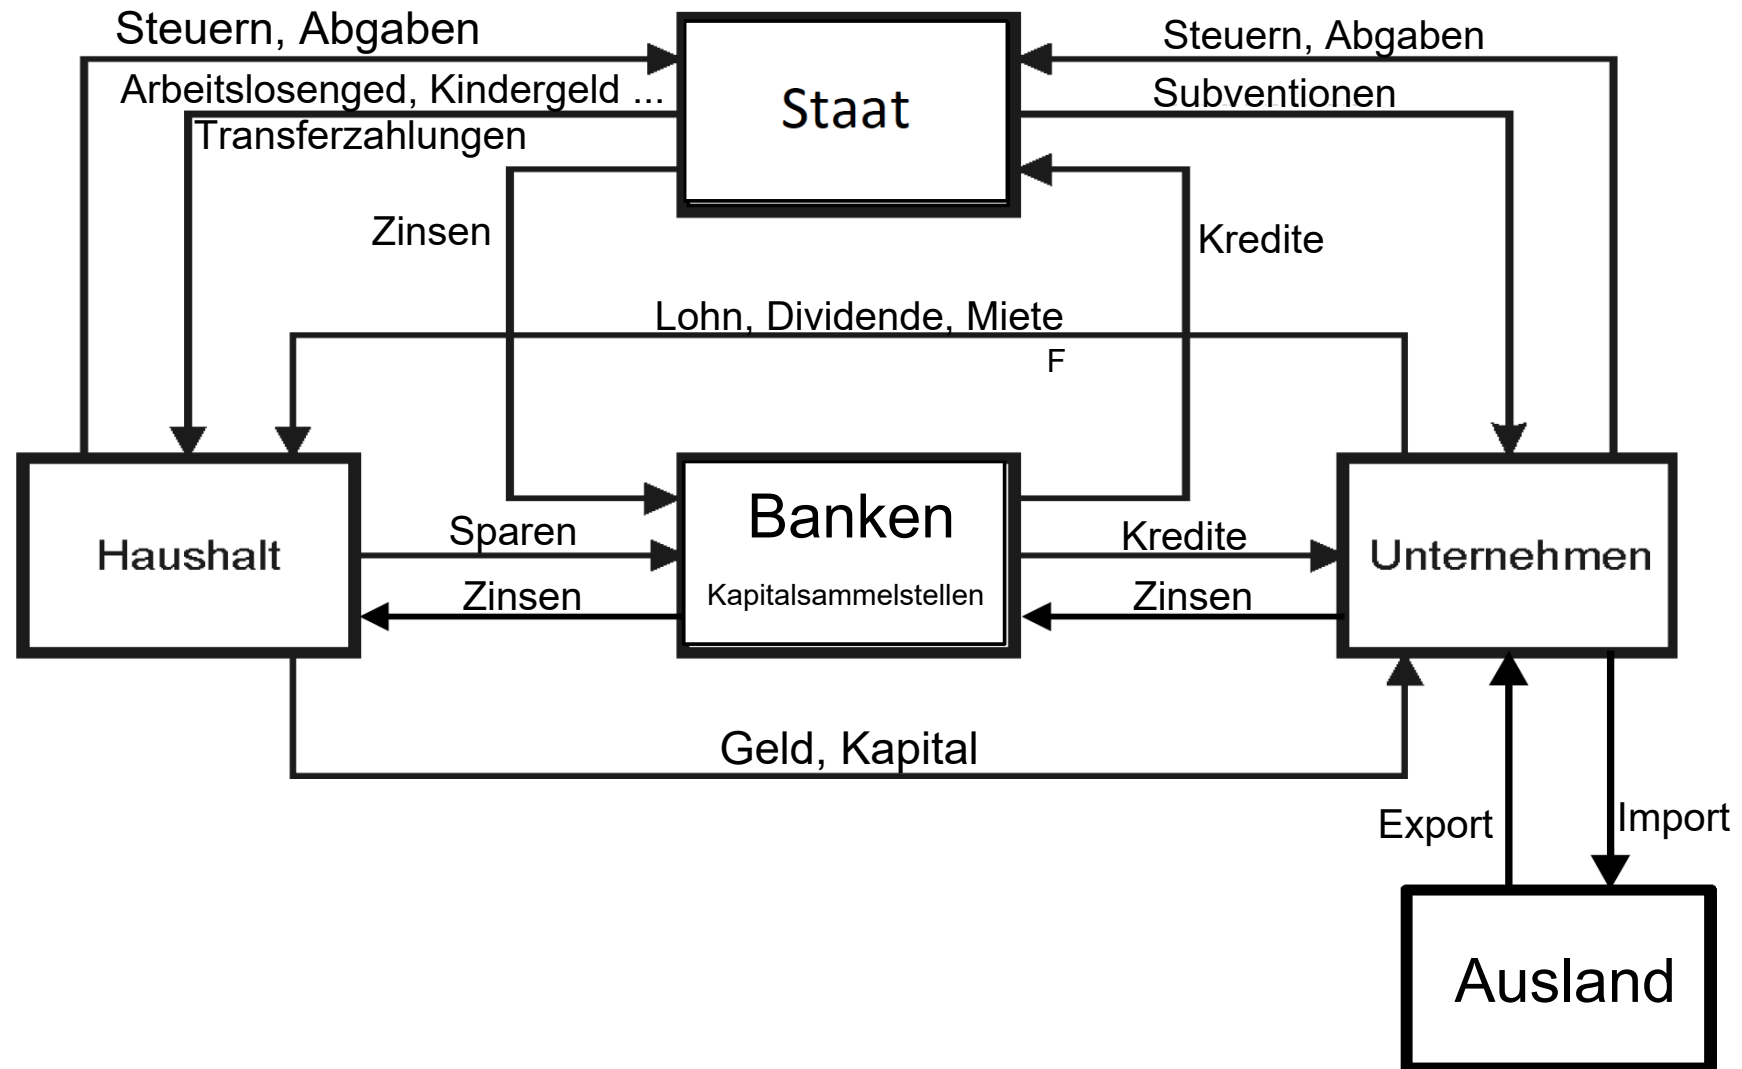 Steuern, Abgaben
Steuern, Abgaben
Arbeitslosenged, Kindergeld ...
Subventionen
Staat
Transferzahlungen
Zinsen
Kredite
Lohn, Dividende, Miete
F
Banken
Sparen
Kredite
Haushalt
Unternehmen
Zinsen
Kapitalsammelstellen
Zinsen
Geld, Kapital
Export
Import
Ausland